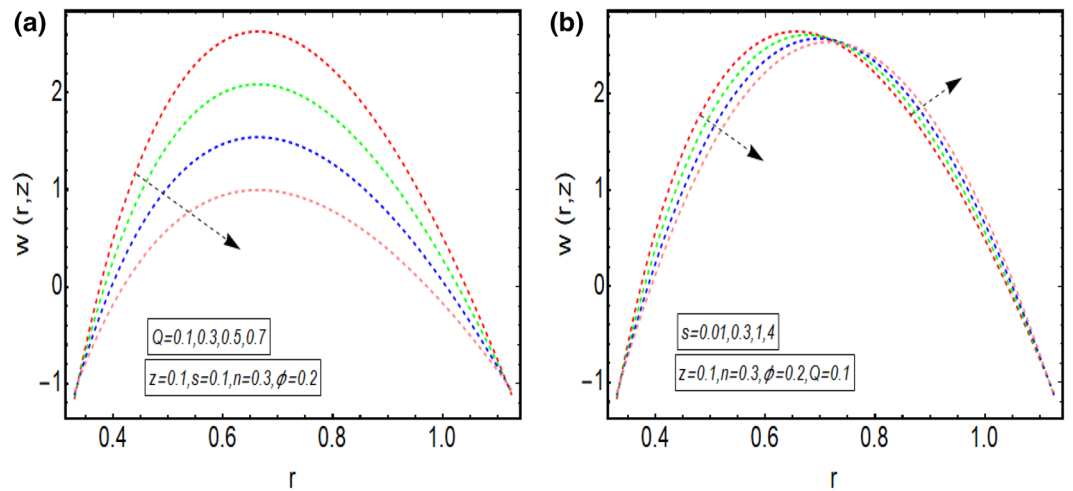 (a)
w (r,z)
2
1
0
−1
Q=0.1,0.3,0.5,0.7
z=0.1,s=0.1,n=0.3,ϕ=0.2
0.4 0.6 0.8 1.0
r
(b)
w (r,z)
2
1
0
−1
s=0.01,0.3,1,4
z=0.1,n=0.3,ϕ=0.2,Q=0.1
0.4 0.6 0.8 1.0
r